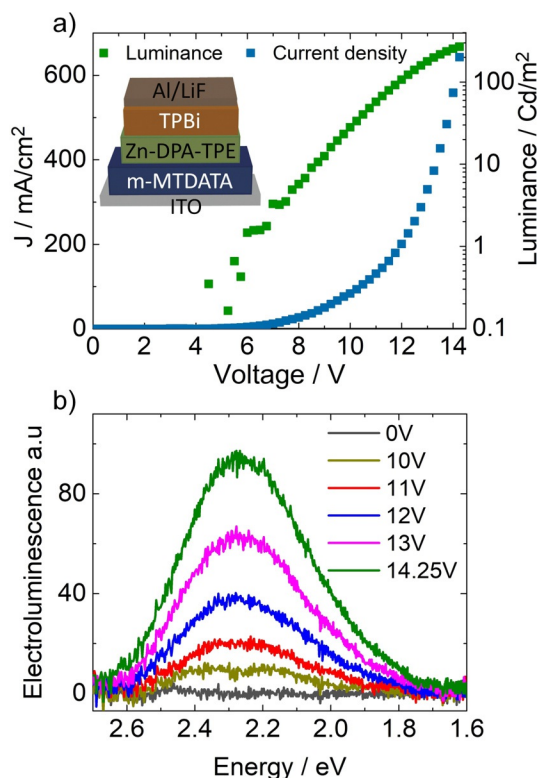 a)
Luminance Current density
Al/LiF
TPBi
Zn-DPA-TPE
m-MTDATA
ITO
J / mA/cm²
600
400
200
0
Luminance / Cd/m²
100
10
1
0.1
0 2 4 6 8 10 12 14
Voltage / V
b)
Electroluminescence a.u
80
40
0
0V
10V
11V
12V
13V
14.25V
2.6 2.4 2.2 2.0 1.8 1.6
Energy / eV